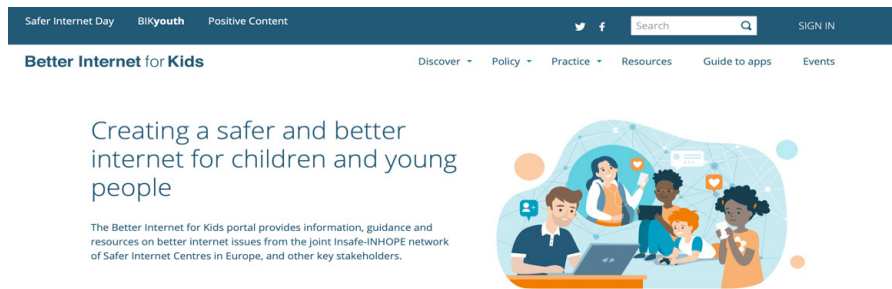 Safer Internet Day BIKyouth Positive Content Search SIGN IN
Better Internet for Kids Discover Policy Practice Resources Guide to apps Events
Creating a safer and better
internet for children and young
people
The Better Internet for Kids portal provides information, guidance and
resources on better internet issues from the joint Insafe-INHOPE network
of Safer Internet Centres in Europe, and other key stakeholders.